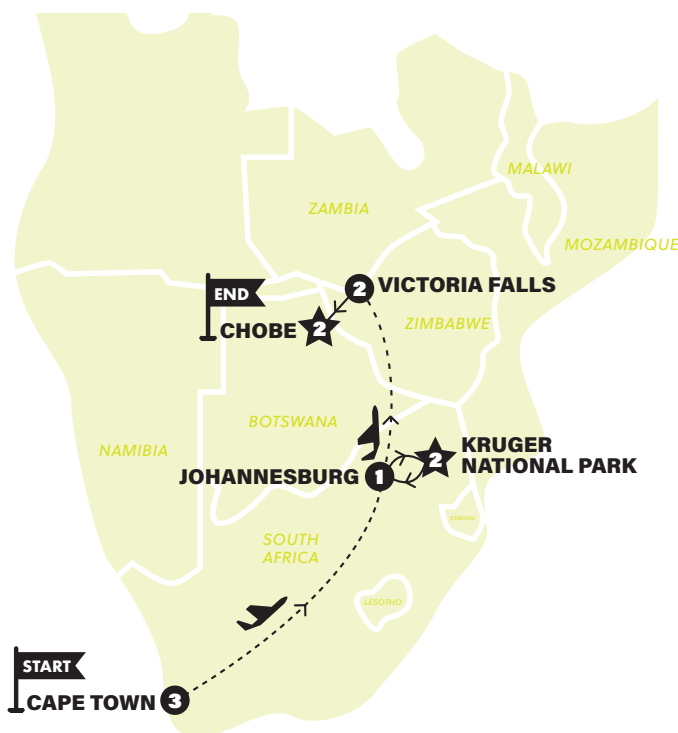 MALAWI
ZAMBIA
MOZAMBIQUE
END
2
VICTORIA FALLS
CHOBE
2
ZIMBABWE
BOTSWANA
NAMIBIA
KRUGER
NATIONAL PARK
2
JOHANNESBURG
1
ESWATINI
SOUTH
AFRICA
LESOTHO
START
CAPE TOWN
3